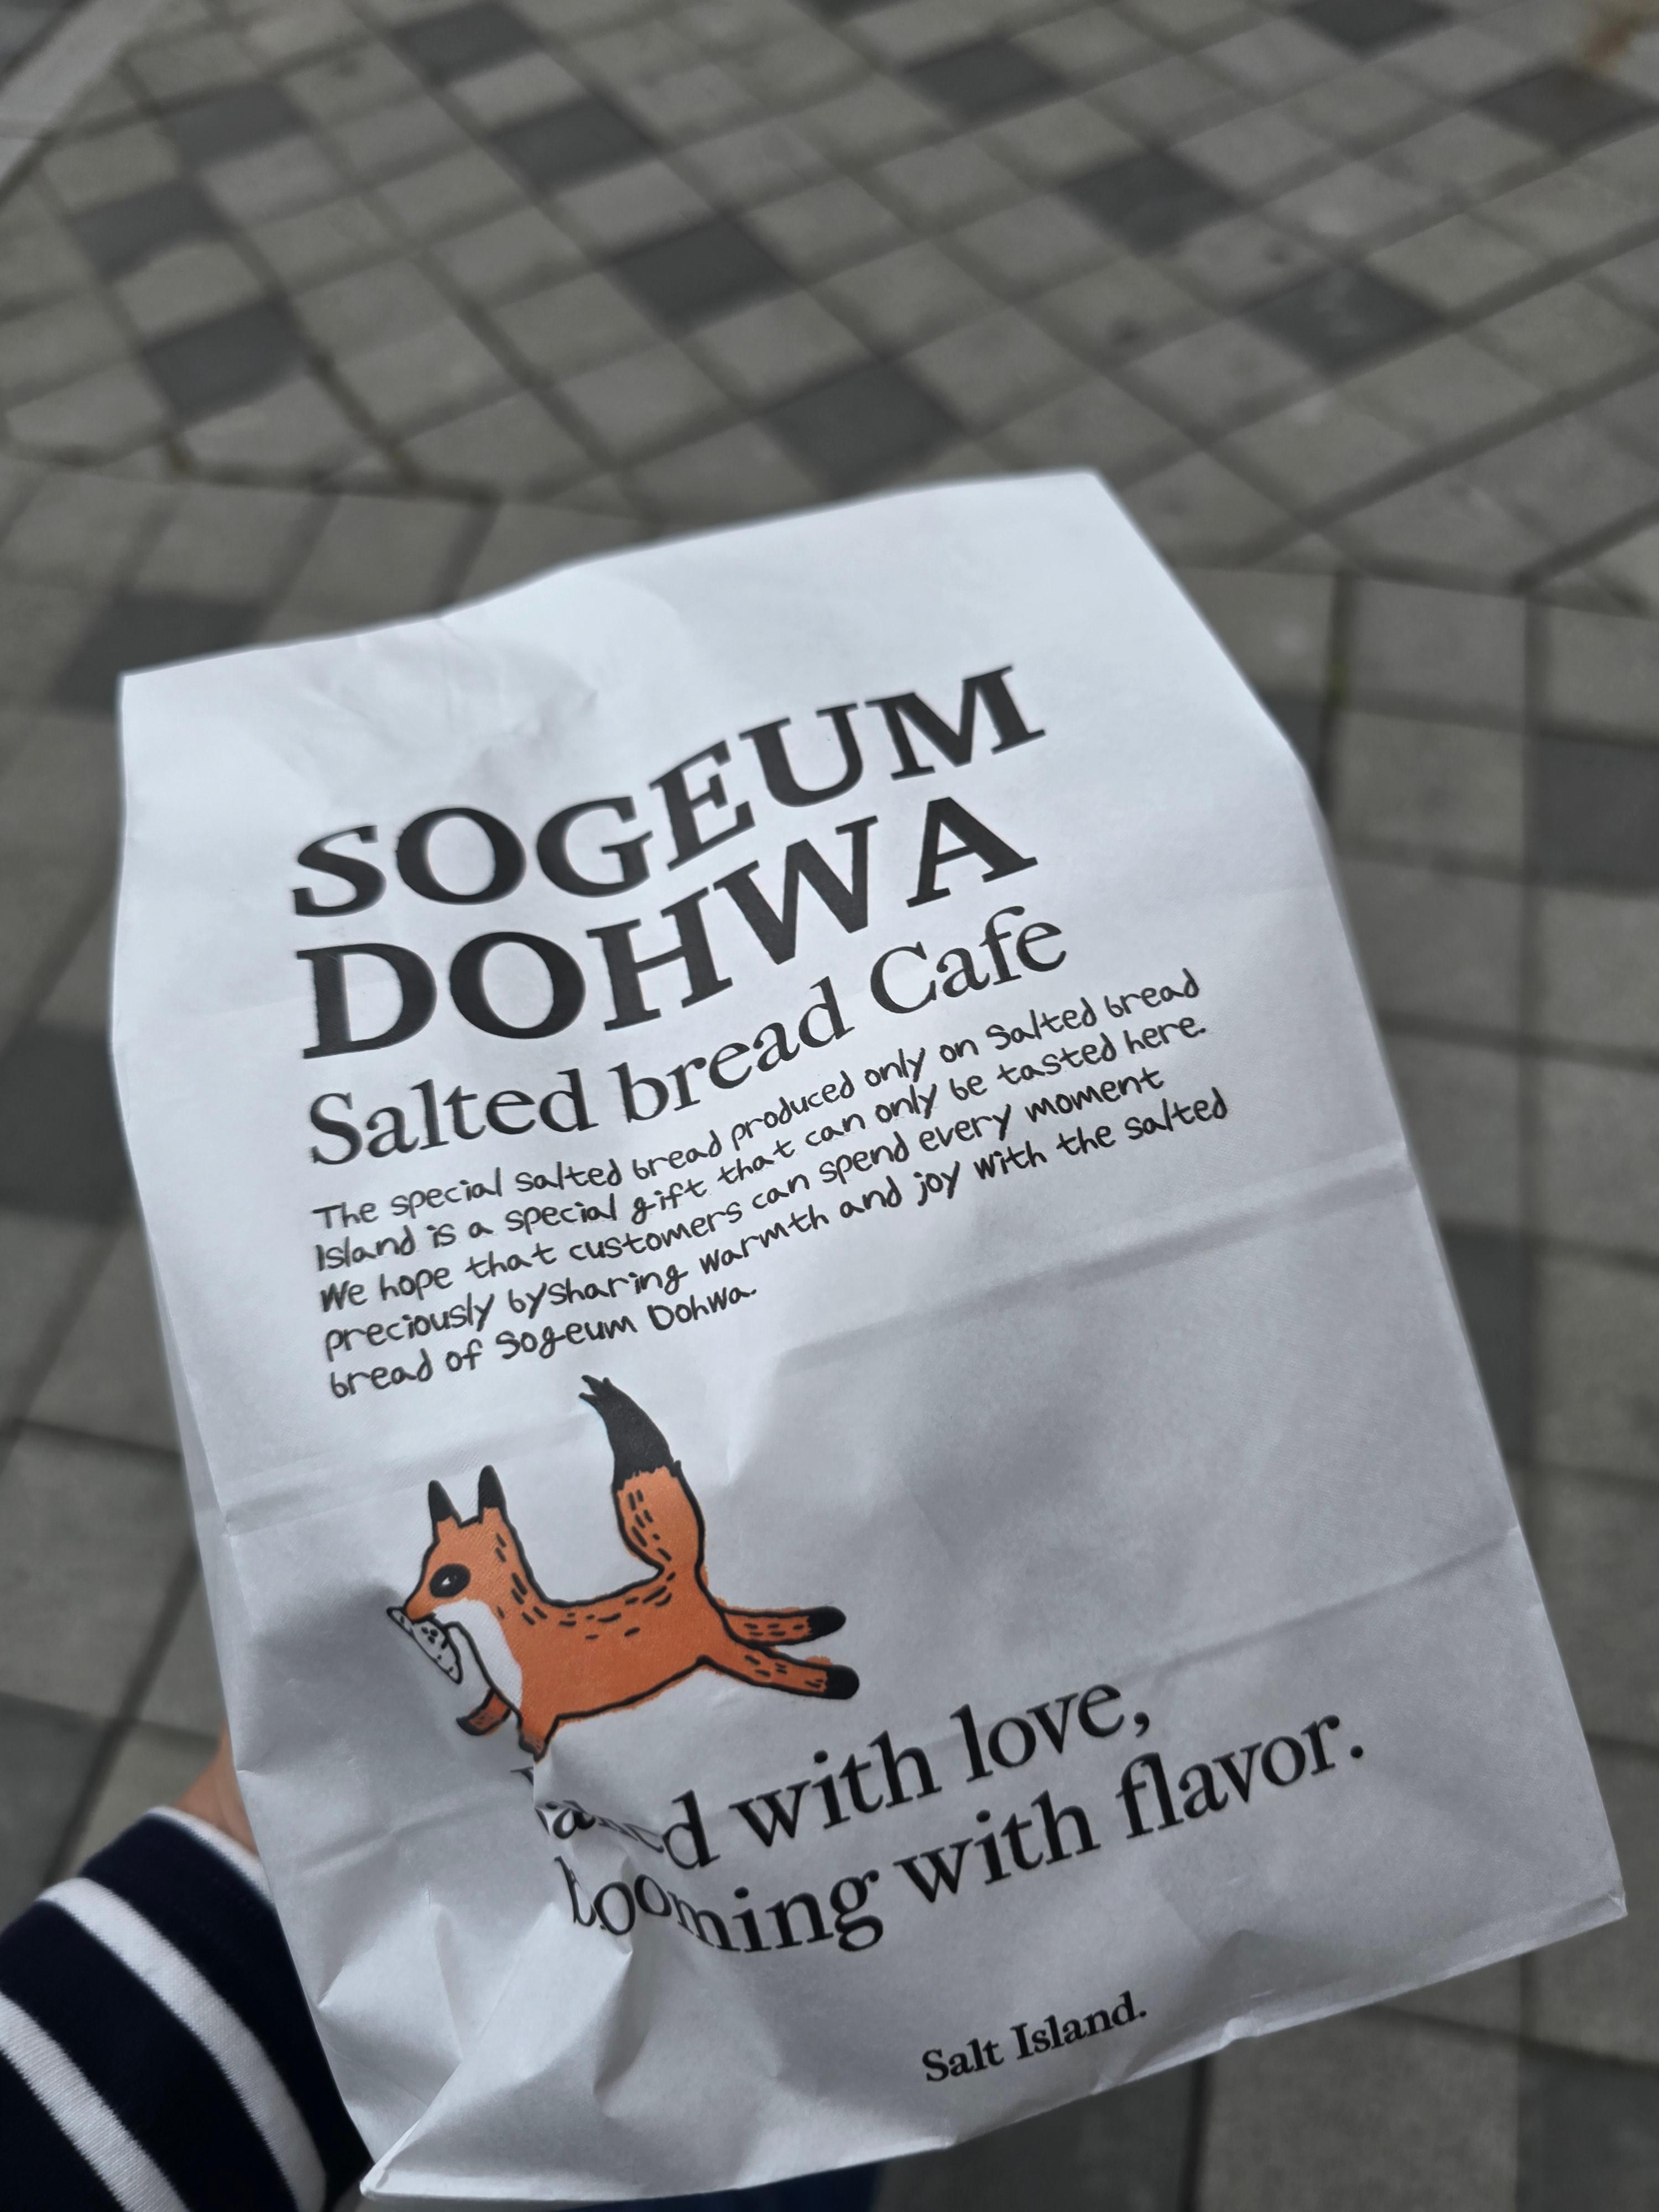 SOGEUM
DOHWA
Salted bread Cafe
The special salted bread produced only on Salted bread
Island is a special gift that can only be tasted here.
We hope that customers can spend every moment
preciously bySharing warmth and joy with the salted
bread of Sogeum Dohwa.
with love,
with flavor.
Salt Island.